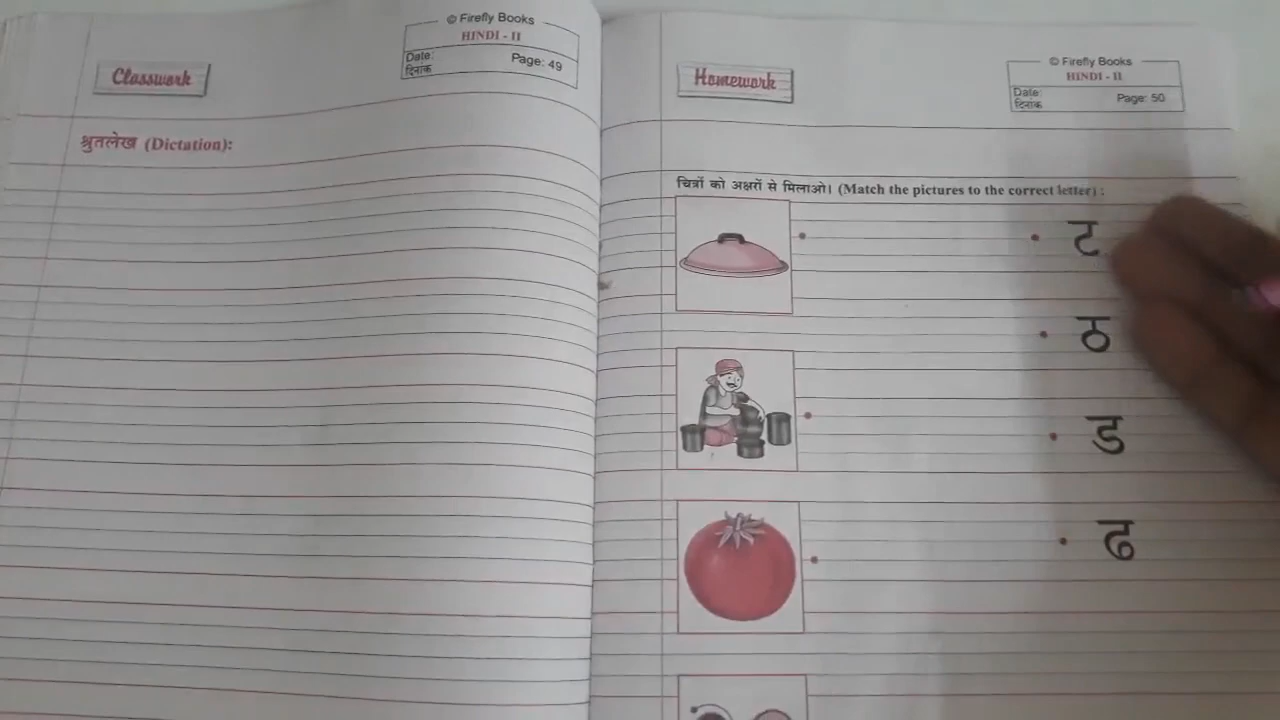 © Firefly Books
HINDI - II
Classwork
Date:
दिनांक
Page: 49
श्रुतलेख (Dictation):
© Firefly Books
HINDI - II
Homework
Date:
दिनांक
Page: 50
चित्रों को अक्षरों से मिलाओ। (Match the pictures to the correct letter) :
ट
ठ
ड
ढ